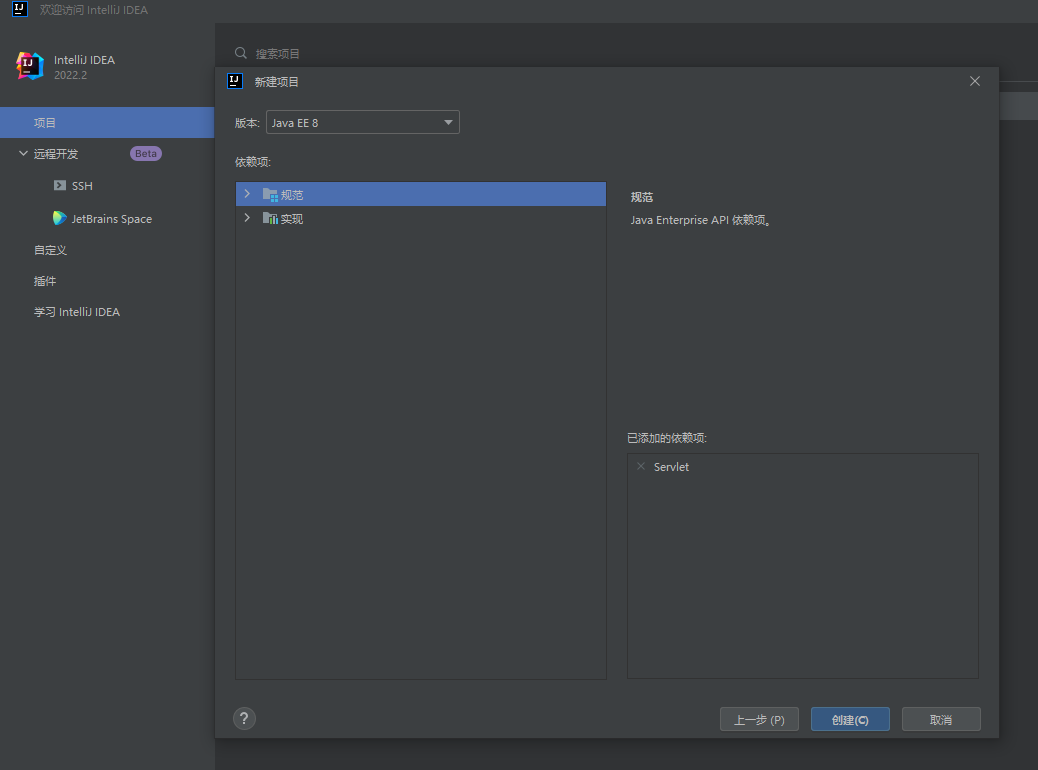 欢迎访问 IntelliJ IDEA
IntelliJ IDEA
2022.2
项目
远程开发
Beta
SSH
JetBrains Space
自定义
插件
学习 IntelliJ IDEA
搜索项目
新建项目
版本: Java EE 8
依赖项:
规范
实现
规范
Java Enterprise API 依赖项。
已添加的依赖项:
Servlet
?
上一步 (P)
创建(C)
取消